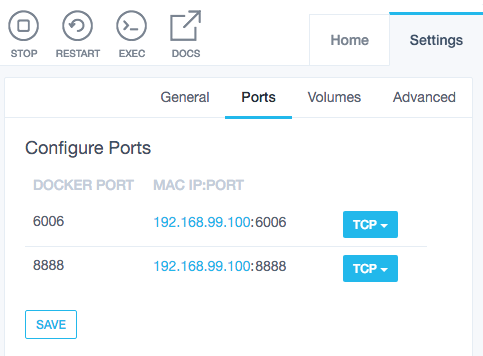 STOP RESTART EXEC DOCS Home Settings
General Ports Volumes Advanced
Configure Ports
DOCKER PORT MAC IP:PORT
6006 192.168.99.100:6006 TCP
8888 192.168.99.100:8888 TCP
SAVE